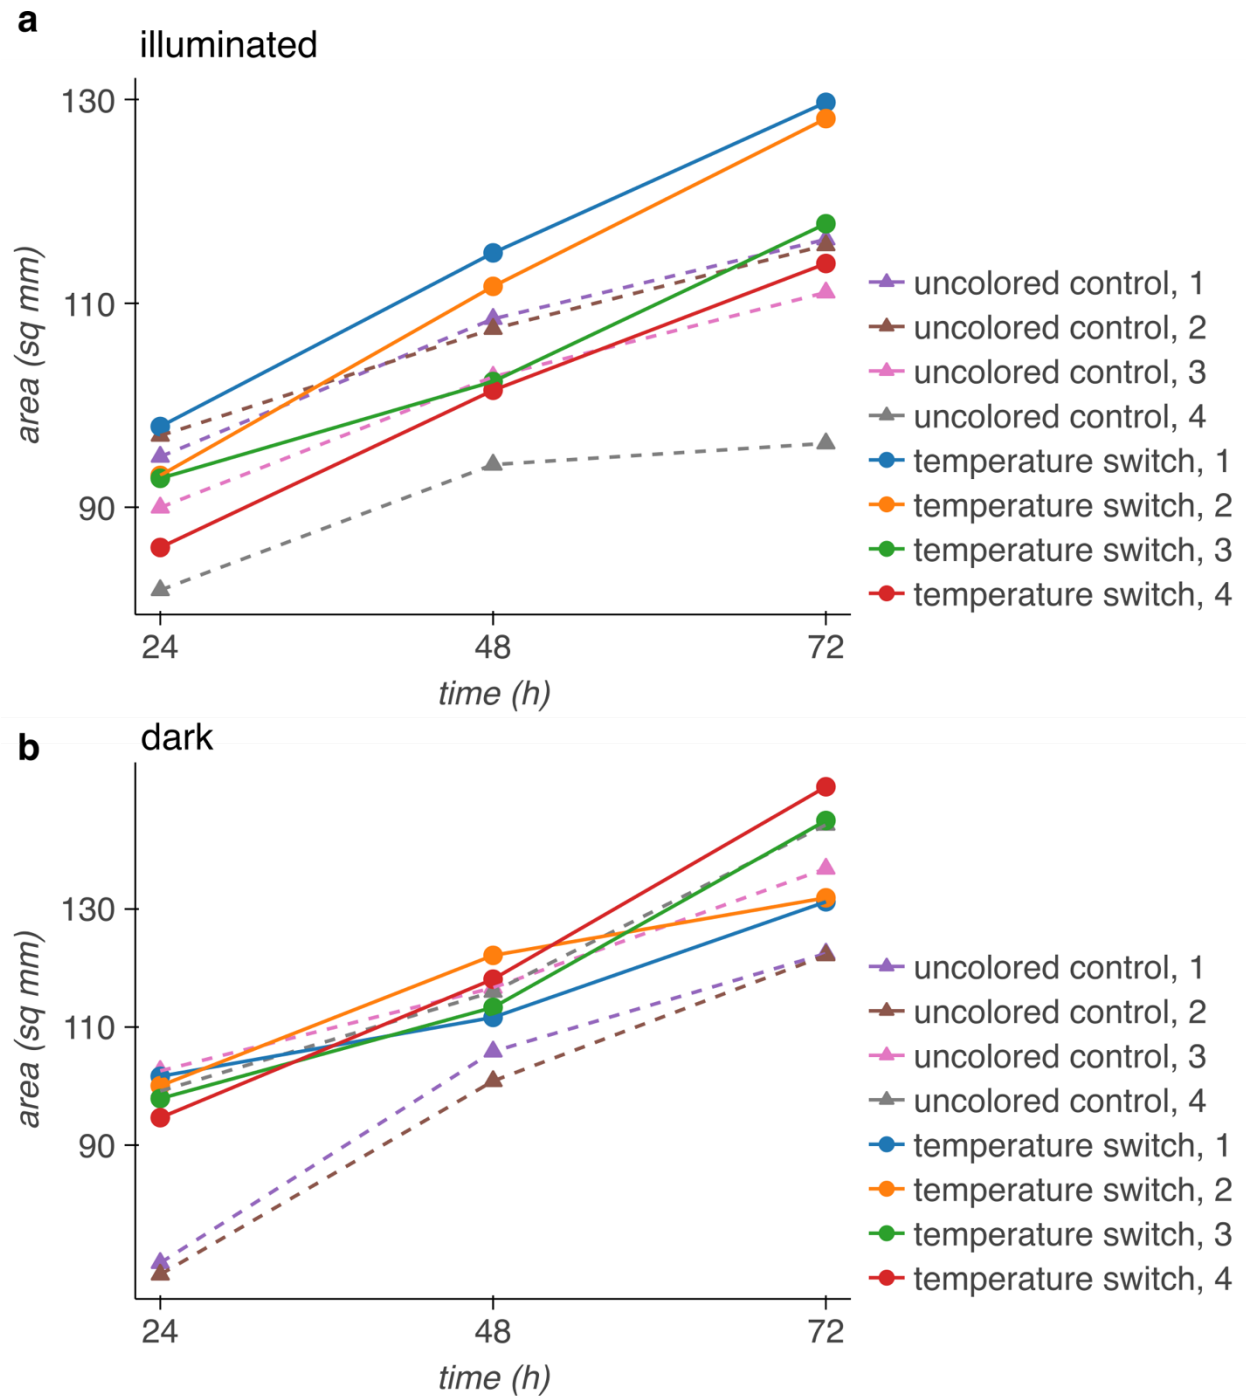 a
illuminated
130
110
90
area (sq mm)
24 48 72
time (h)
uncolored control, 1
uncolored control, 2
uncolored control, 3
uncolored control, 4
temperature switch, 1
temperature switch, 2
temperature switch, 3
temperature switch, 4
b
dark
130
110
90
area (sq mm)
24 48 72
time (h)
uncolored control, 1
uncolored control, 2
uncolored control, 3
uncolored control, 4
temperature switch, 1
temperature switch, 2
temperature switch, 3
temperature switch, 4